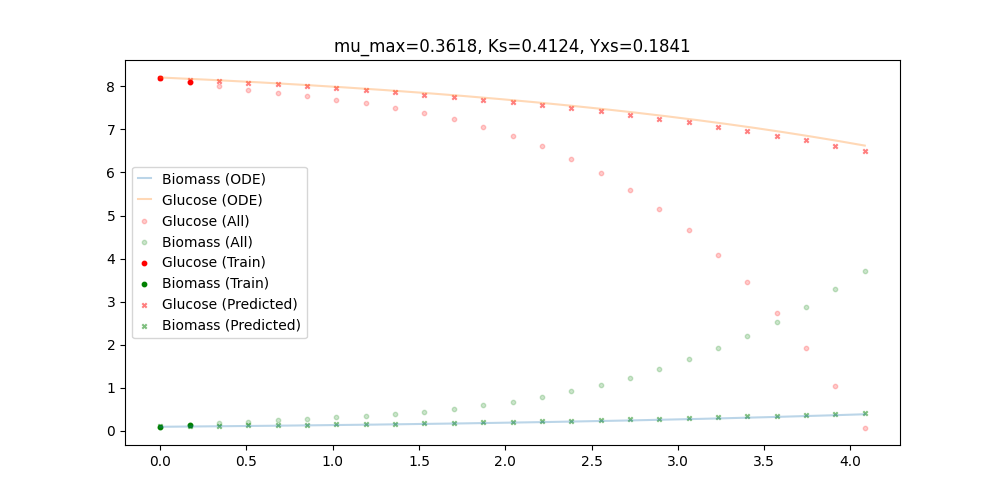 mu_max=0.3618, Ks=0.4124, Yxs=0.1841
8
7
6
5
4
3
2
1
0
Biomass (ODE)
Glucose (ODE)
Glucose (All)
Biomass (All)
Glucose (Train)
Biomass (Train)
Glucose (Predicted)
Biomass (Predicted)
0.0 0.5 1.0 1.5 2.0 2.5 3.0 3.5 4.0